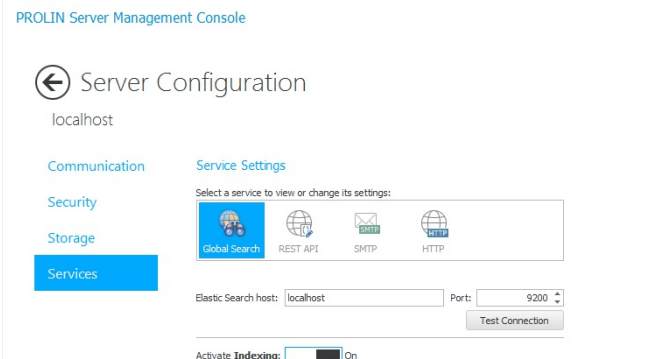 PROLIN Server Management Console
Server Configuration
localhost
Communication
Security
Storage
Services
Service Settings
Select a service to view or change its settings:
Global Search REST API SMTP SMTP HTTP HTTP
Elastic Search host: localhost Port: 9200
Test Connection
Activate Indexing: On